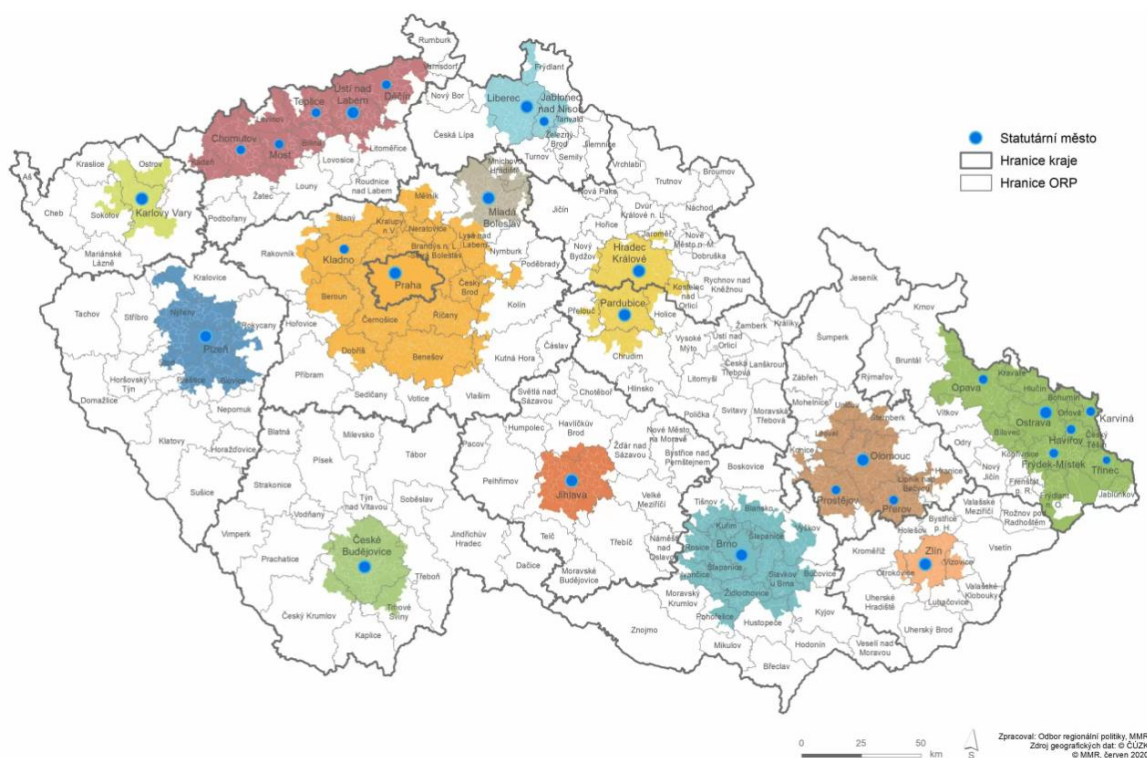 Rumburk
Varnsdorf
Frýdlant
Nový Bor
Děčín
Ústí nad
Labem
Teplice
Liberec
Jablonec
nad Nisou
Tanvald
Železný
Brod
Česká Lípa
Litvínov
Bílina
Chomutov
Most
Kadaň
Litoměřice
Lovosice
Roudnice
nad Labem
Louny
Žatec
Podbořany
Turnov
Semily
Jilemnice
Vrchlabí
Trutnov
Broumov
Náchod
Mnichovo
Hradiště
Mladá
Boleslav
Nová Paka
Jičín
Hořice
Dvůr
Králové n. L.
Jaroměř
Nové
Město n. M.
Dobruška
Kraslice
Ostrov
Aš
Cheb
Sokolov
Karlovy Vary
Mariánské
Lázně
Mělník
Slaný
Kralupy
n.V.
Neratovice
Brandýs n. L.
Stará Boleslav
Lysá nad
Labem
Nymburk
Poděbrady
Rakovník
Kladno
Praha
Český
Brod
Kolín
Beroun
Černošice
Říčany
Hořovice
Dobříš
Benešov
Kutná Hora
Čáslav
Příbram
Sedlčany
Votice
Vlašim
Nový
Bydžov
Hradec
Králové
Kostelec
nad
Orlicí
Rychnov nad
Kněžnou
Přelouč
Pardubice
Holice
Chrudim
Vysoké
Mýto
Žamberk
Králíky
Ústí nad
Orlicí
Česká
Třebová
Lanškroun
Litomyšl
Hlinsko
Polička
Svitavy
Moravská
Třebová
Kralovice
Tachov
Stříbro
Nýřany
Plzeň
Rokycany
Horšovský
Týn
Přeštice
Blovice
Domažlice
Nepomuk
Klatovy
Horažďovice
Sušice
Blatná
Milevsko
Písek
Tábor
Strakonice
Týn
nad Vltavou
Soběslav
Vodňany
Vimperk
Prachatice
České
Budějovice
Jindřichův
Hradec
Třeboň
Trhové
Sviny
Český Krumlov
Kaplice
Světlá nad
Sázavou
Chotěboř
Havlíčkův
Brod
Humpolec
Pacov
Pelhřimov
Žďár nad
Sázavou
Nové Město
na Moravě
Bystřice nad
Pernštejnem
Jihlava
Velké
Meziříčí
Telč
Třebíč
Náměšť
nad Oslavou
Dačice
Moravské
Budějovice
Boskovice
Tišnov
Blansko
Kuřim
Vyškov
Brno
Šlapanice
Šlapanice
Rosice
Ivančice
Slavkov
u Brna
Bučovice
Židlochovice
Moravský
Krumlov
Pohořelice
Hustopeče
Kyjov
Znojmo
Mikulov
Hodonín
Břeclav
Veselí nad
Moravou
Jeseník
Šumperk
Zábřeh
Rýmařov
Bruntál
Krnov
Mohelnice
Uničov
Šternberk
Litovel
Konice
Olomouc
Lipník nad
Bečvou
Hranice
Prostějov
Přerov
Opava
Kravaře
Hlučín
Bohumín
Ostrava
Orlová
Karviná
Havířov
Český
Těšín
Vítkov
Bílovec
Odry
Nový
Jičín
Kopřivnice
Frýdek-Místek
Třinec
Frenštát
p. R.
Frýdlant
n. O.
Jablunkov
Rožnov pod
Radhoštěm
Valašské
Meziříčí
Bystřice
p. H.
Holešov
Vsetín
Kroměříž
Zlín
Vizovice
Otrokovice
Valašské
Klobouky
Luhačovice
Uherské
Hradiště
Uherský Brod
Statutární město
Hranice kraje
Hranice ORP
0 25 50
km
S
Zpracoval: Odbor regionální politiky, MMR
Zdroj geografických dat: © ČÚZK
© MMR, červen 2020